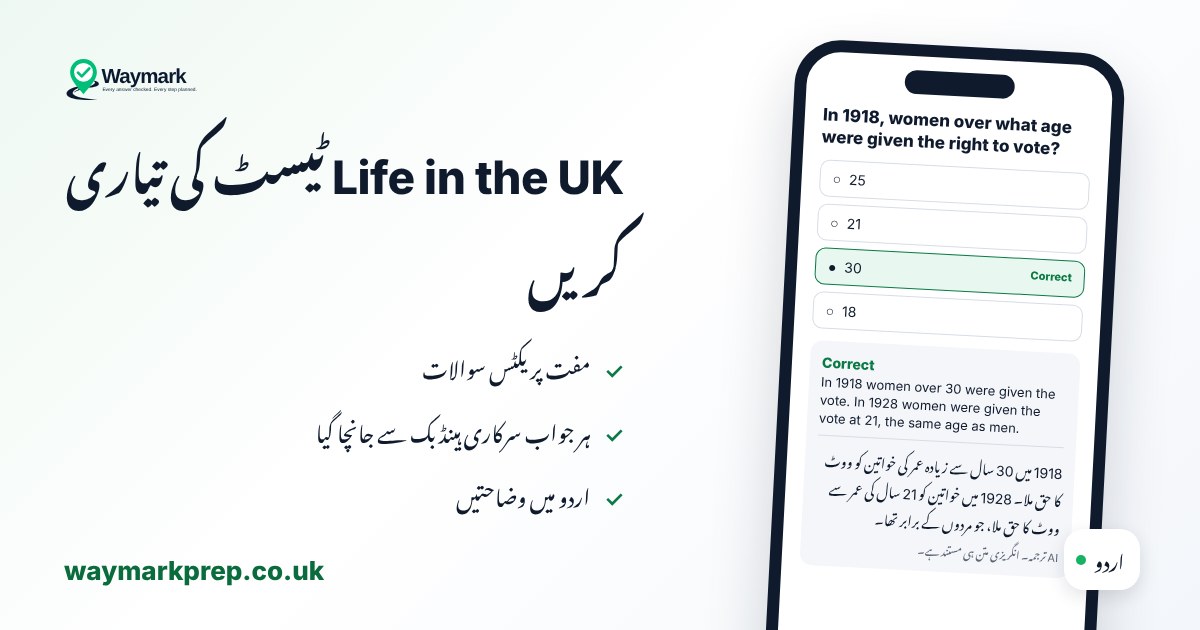 Waymark
Every answer checked. Every step planned.
Life in the UK ٹیسٹ کی تیاری
کریں
مفت پریکٹس سوالات
ہر جواب سرکاری ہینڈ بک سے جانچا گیا
اردو میں وضاحتیں
waymarkprep.co.uk
In 1918, women over what age
were given the right to vote?
25
21
30 Correct
18
Correct
In 1918 women over 30 were given the
vote. In 1928 women were given the
vote at 21, the same age as men.
1918 میں 30 سال سے زیادہ عمر کی خواتین کو ووٹ
کا حق ملا۔ 1928 میں خواتین کو 21 سال کی عمر سے
ووٹ کا حق ملا، جو مردوں کے برابر تھا۔
AI ترجمہ۔ انگریزی متن ہی مستند ہے۔
اردو